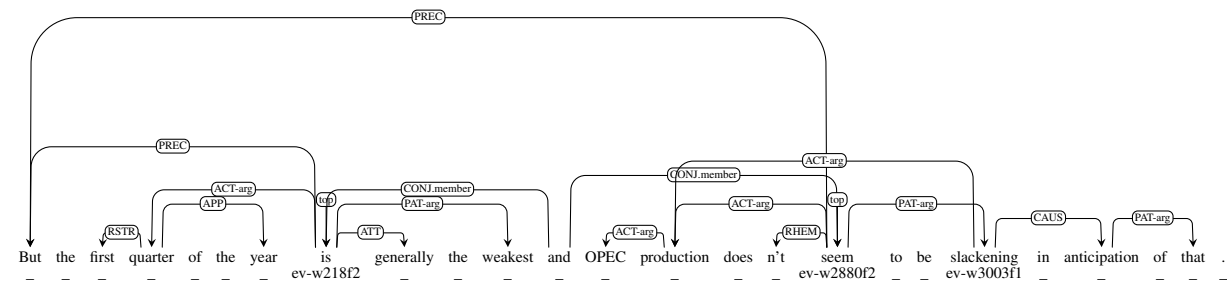 PREC
PREC
ACT-arg
CONJ.member
ACT-arg top CONJ.member
APP PAT-arg ACT-arg top PAT-arg
CAUS PAT-arg
RSTR ATT ACT-arg RHEM
But the first quarter of the year is generally the weakest and OPEC production does n't seem to be slackening in anticipation of that .
_ _ _ _ _ _ _ ev-w218f2 _ _ _ _ _ _ _ _ ev-w2880f2 _ _ ev-w3003f1 _ _ _ _ _